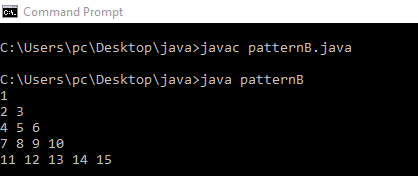 Command Prompt
C:\Users\pc\Desktop\java>javac patternB.java
C:\Users\pc\Desktop\java>java patternB
1
2 3
4 5 6
7 8 9 10
11 12 13 14 15